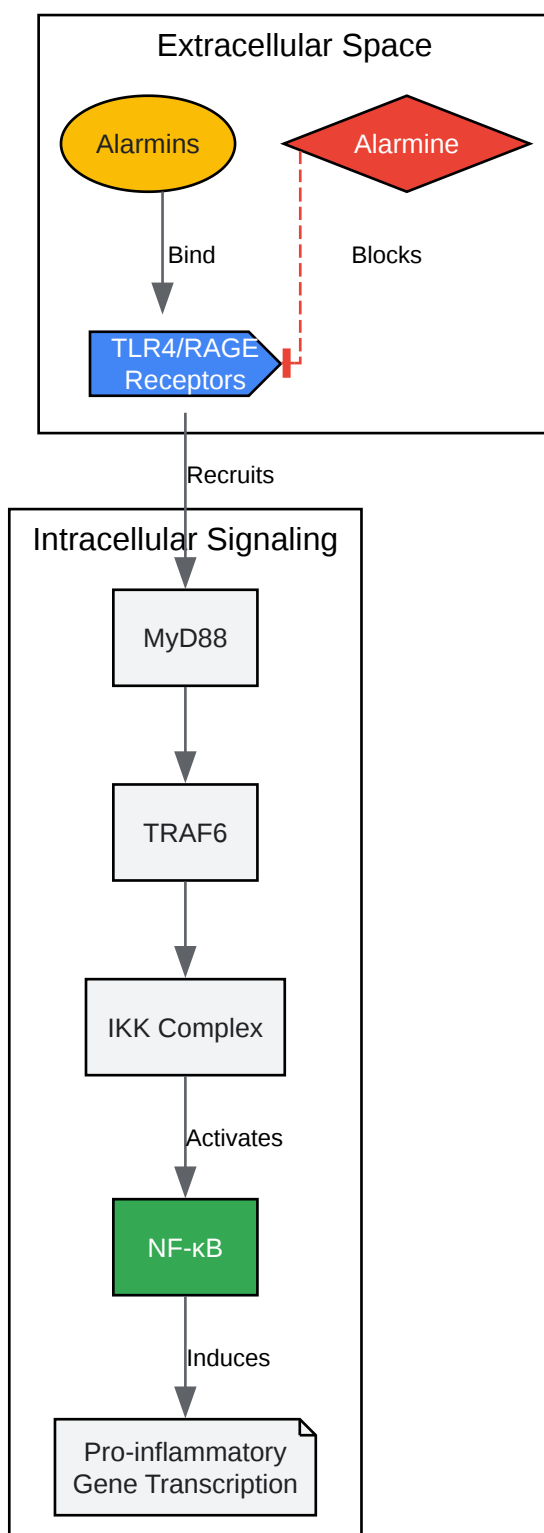 Extracellular Space
Alarmins
Alarmine
Bind
Blocks
TLR4/RAGE
Receptors
Recruits
Intracellular Signaling
MyD88
TRAF6
IKK Complex
Activates
NF-κB
Induces
Pro-inflammatory
Gene Transcription